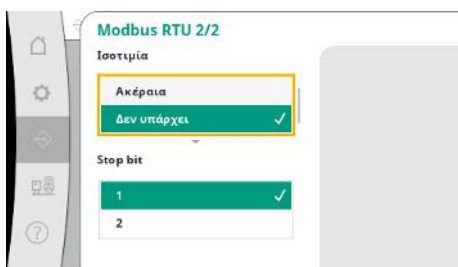 Modbus RTU 2/2
Ισοτιμία
Ακέραια
Δεν υπάρχει
Stop bit
1
2